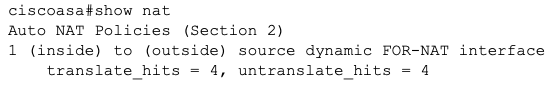 ciscoasa#show nat
Auto NAT Policies (Section 2)
1 (inside) to (outside) source dynamic FOR-NAT interface
    translate_hits = 4, untranslate_hits = 4